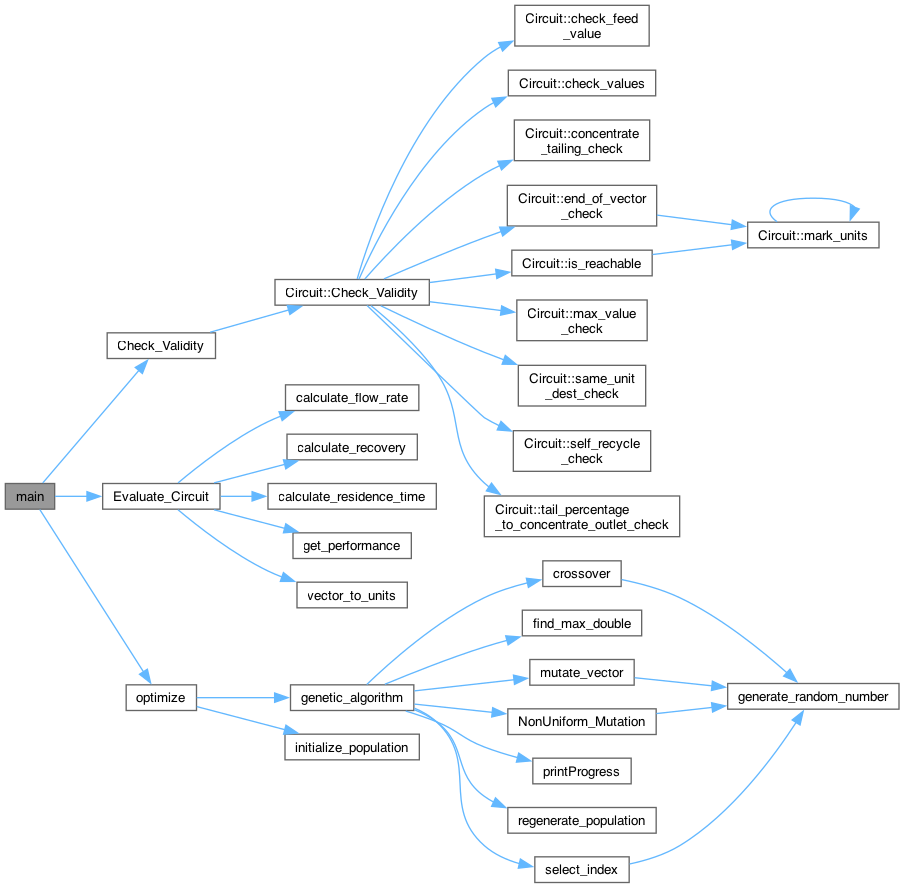 Circuit::check_feed
_value
Circuit::check_values
Circuit::concentrate
_tailing_check
Circuit::end_of_vector
_check
Circuit::mark_units
Circuit::is_reachable
Circuit::Check_Validity
Circuit::max_value
_check
Check_Validity
Circuit::same_unit
_dest_check
calculate_flow_rate
Circuit::self_recycle
_check
calculate_recovery
main
Evaluate_Circuit
calculate_residence_time
Circuit::tail_percentage
_to_concentrate_outlet_check
get_performance
vector_to_units
crossover
find_max_double
mutate_vector
optimize
genetic_algorithm
generate_random_number
NonUniform_Mutation
initialize_population
printProgress
regenerate_population
select_index